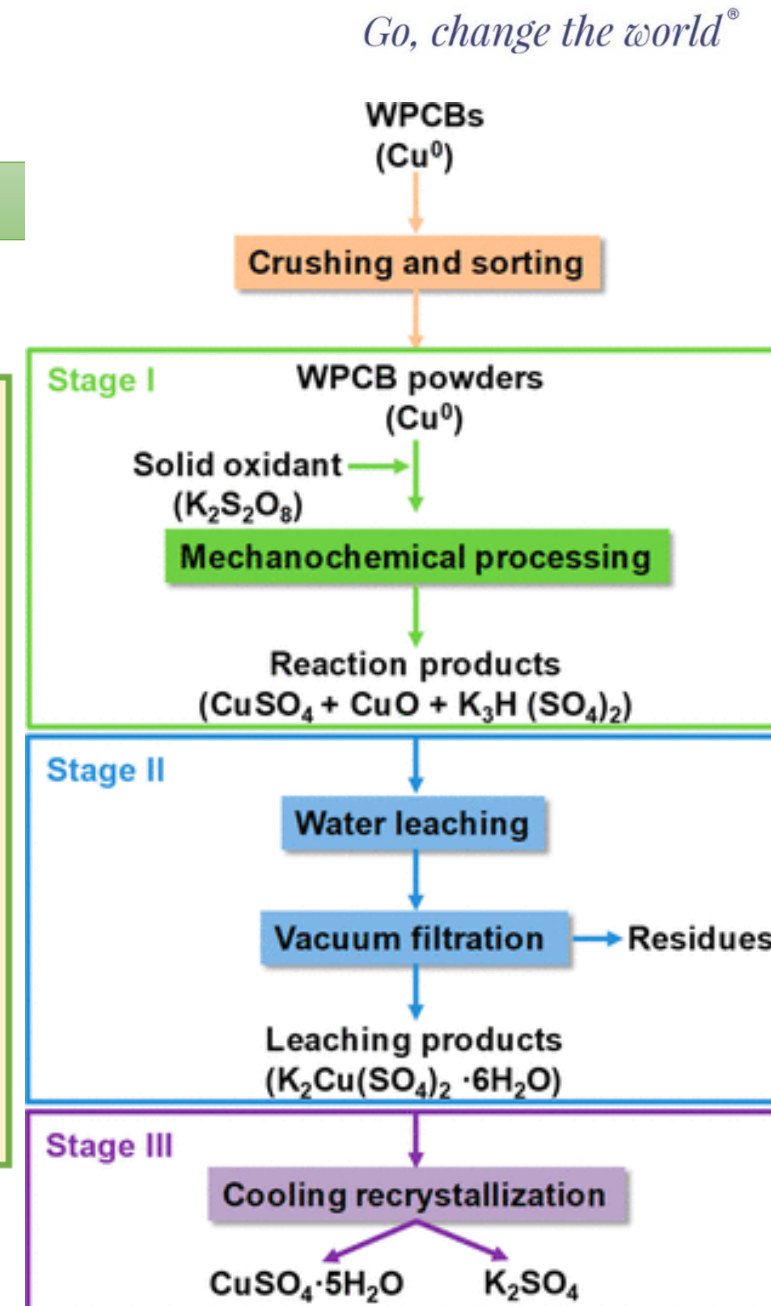 Go, change the world®
WPCBs
(Cu⁰)
Crushing and sorting
Stage I
WPCB powders
(Cu⁰)
Solid oxidant
(K₂S₂O₈)
Mechanochemical processing
Reaction products
(CuSO₄ + CuO + K₃H (SO₄)₂)
Stage II
Water leaching
Vacuum filtration
Residues
Leaching products
(K₂Cu(SO₄)₂ ·6H₂O)
Stage III
Cooling recrystallization
CuSO₄·5H₂O K₂SO₄